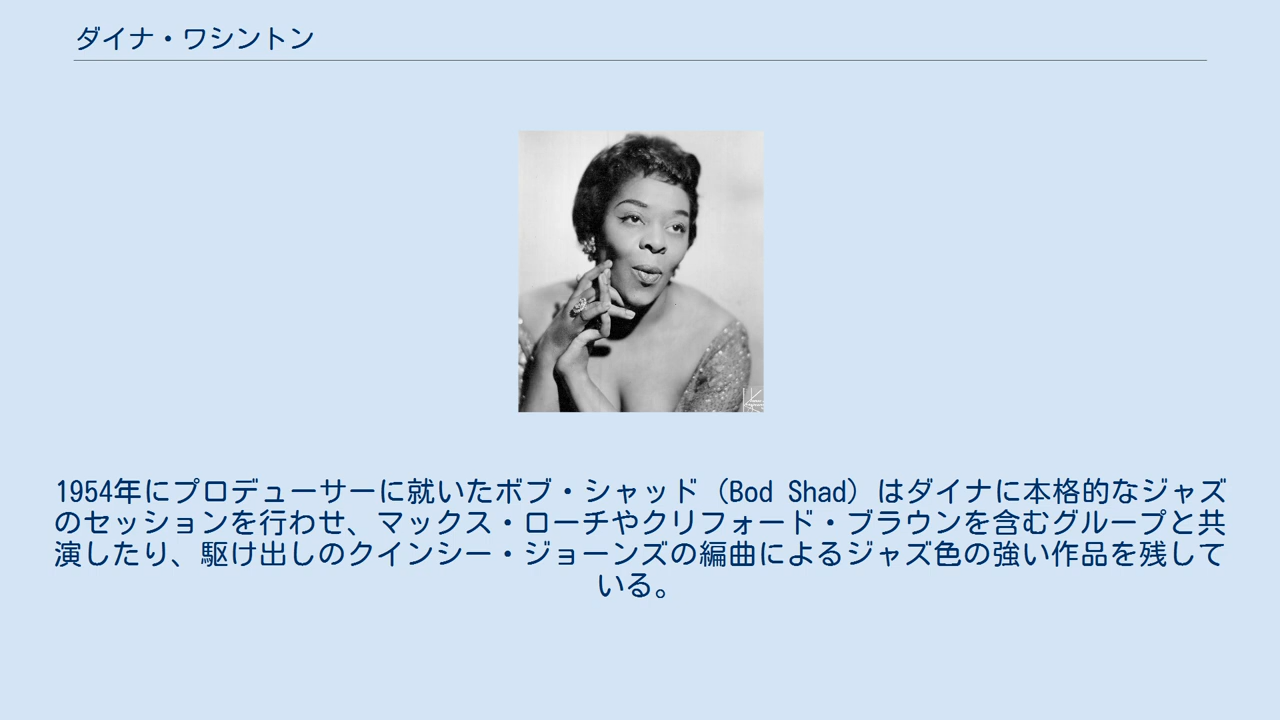 ダイナ・ワシントン
1954年にプロデューサーに就いたボブ・シャッド（Bod Shad）はダイナに本格的なジャズ
のセッションを行わせ、マックス・ローチやクリフォード・ブラウンを含むグループと共
演したり、駆け出しのクインシー・ジョーンズの編曲によるジャズ色の強い作品を残して
いる。